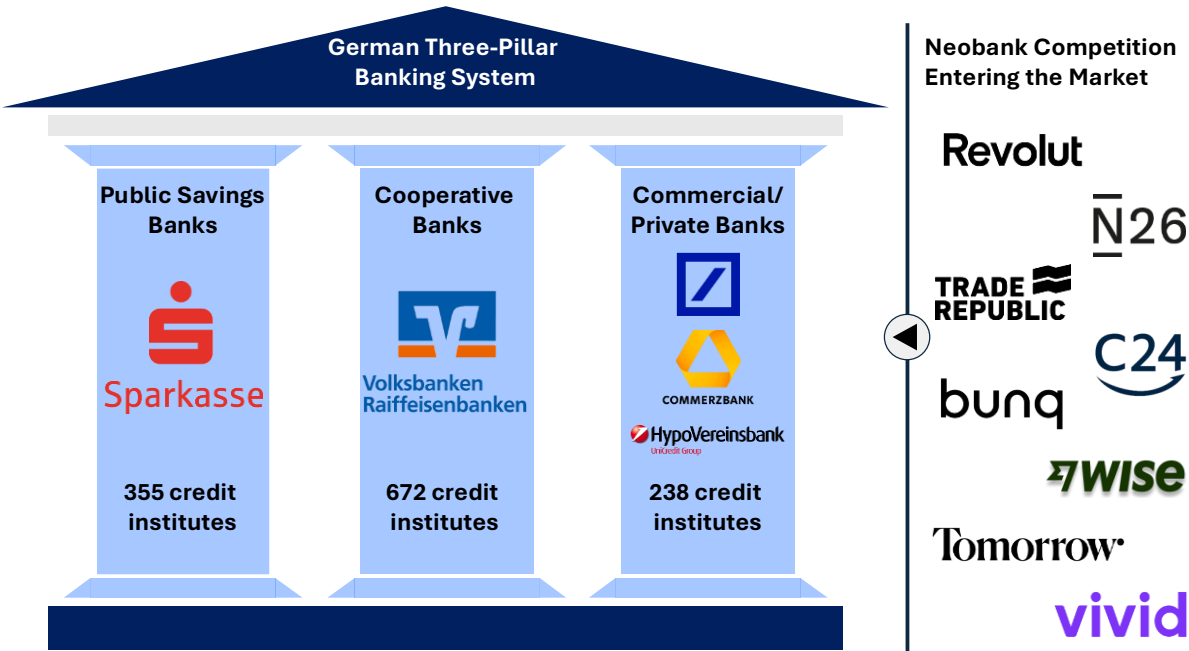 German Three-Pillar
Banking System
Public Savings
Banks
Sparkasse
355 credit
institutes
Cooperative
Banks
Volksbanken
Raiffeisenbanken
672 credit
institutes
Commercial/
Private Banks
COMMERZBANK
HypoVereinsbank
UniCredit Group
238 credit
institutes
Neobank Competition
Entering the Market
Revolut
N26
TRADE
REPUBLIC
C24
bunq
WISE
Tomorrow
vivid